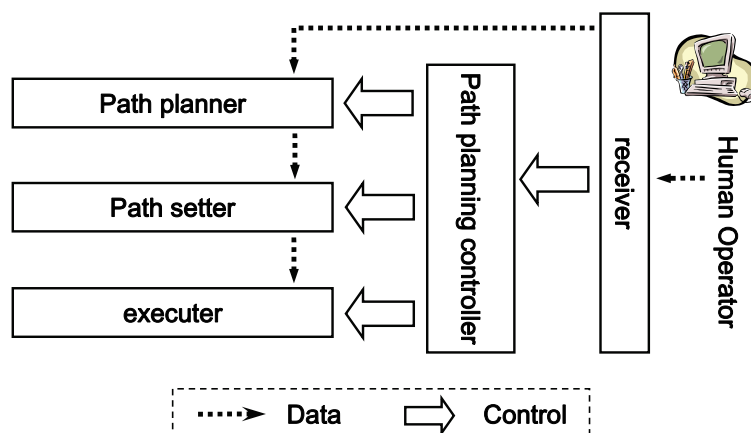 Path planner
Path setter
executer
Path planning controller
receiver
Human Operator
Data
Control